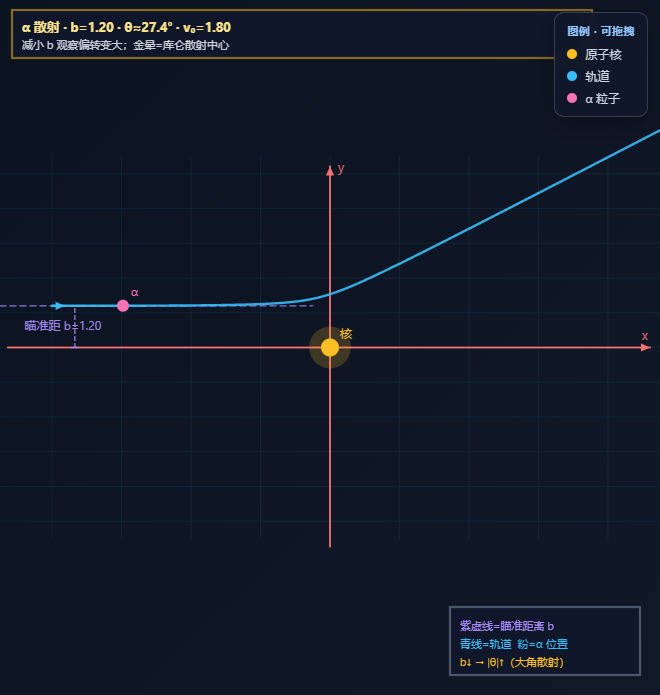 α 散射 · b=1.20 · θ≈27.4° · v₀=1.80
减小 b 观察偏转变大；金晕=库仑散射中心
图例 · 可拖拽
原子核
轨道
α 粒子
y
α
瞄准距 b=1.20
核
x
紫虚线=瞄准距离 b
青线=轨道 粉=α 位置
b↓ → |θ|↑（大角散射）